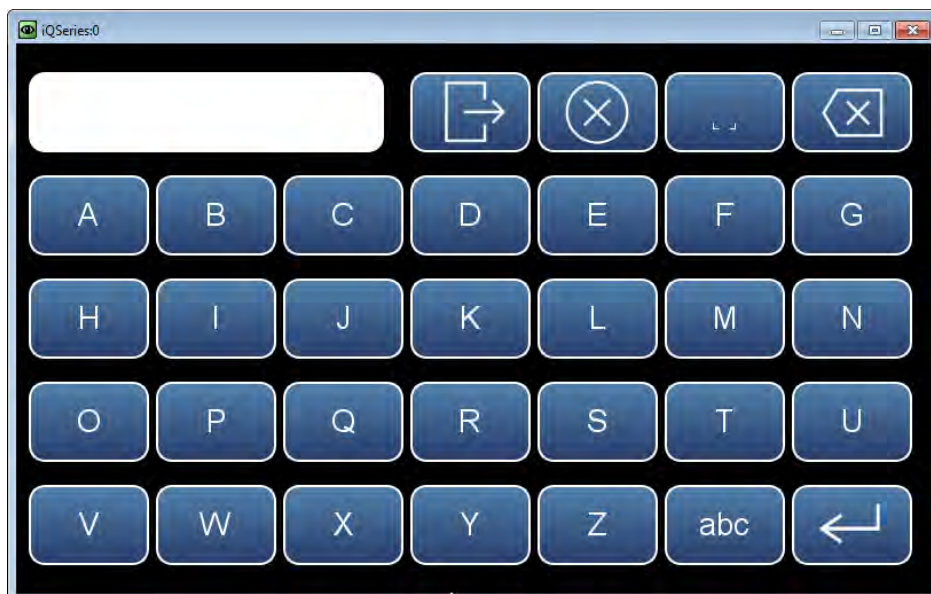 iQSeries:0
A B C D E F G
H I J K L M N
O P Q R S T U
V W X Y Z abc